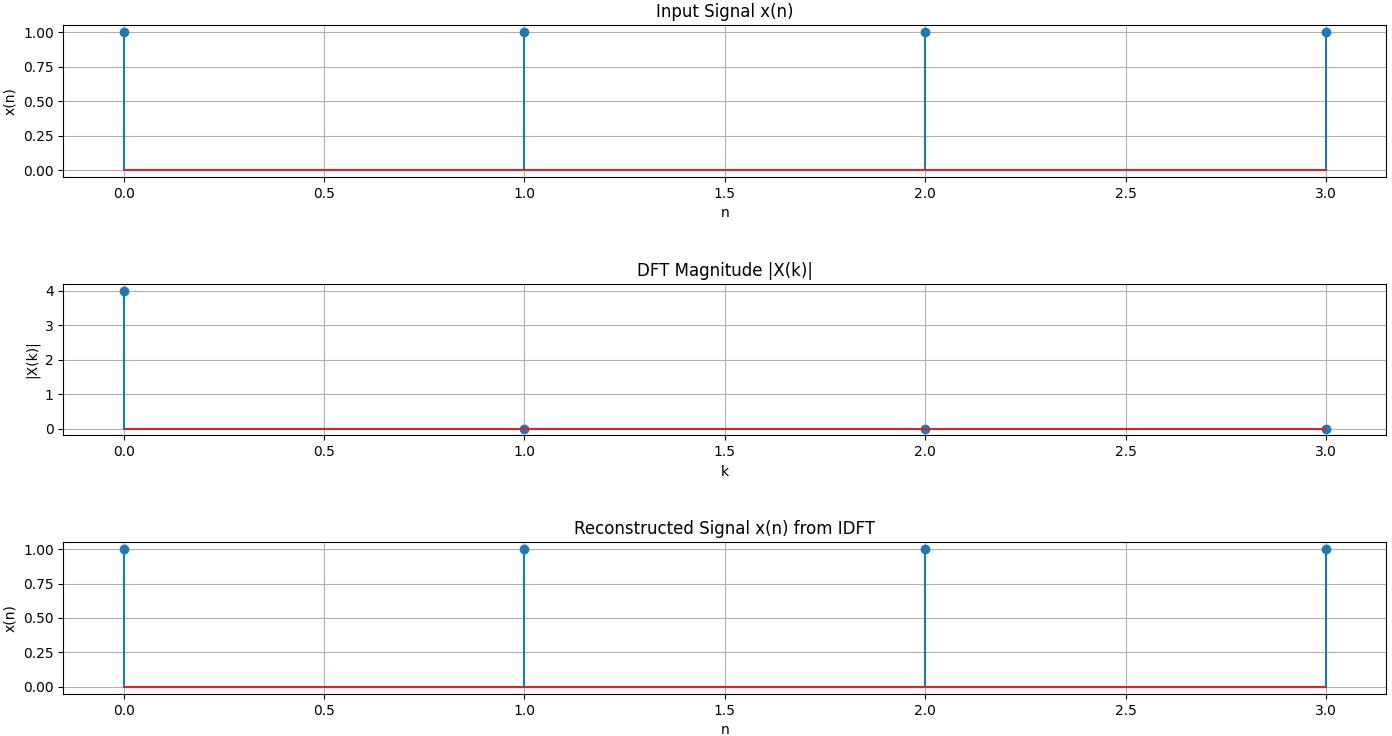 Input Signal x(n)
1.00
0.75
0.50
0.25
0.00
x(n)
0.0 0.5 1.0 1.5 2.0 2.5 3.0
n
DFT Magnitude |X(k)|
4
3
2
1
0
|X(k)|
0.0 0.5 1.0 1.5 2.0 2.5 3.0
k
Reconstructed Signal x(n) from IDFT
1.00
0.75
0.50
0.25
0.00
x(n)
0.0 0.5 1.0 1.5 2.0 2.5 3.0
n